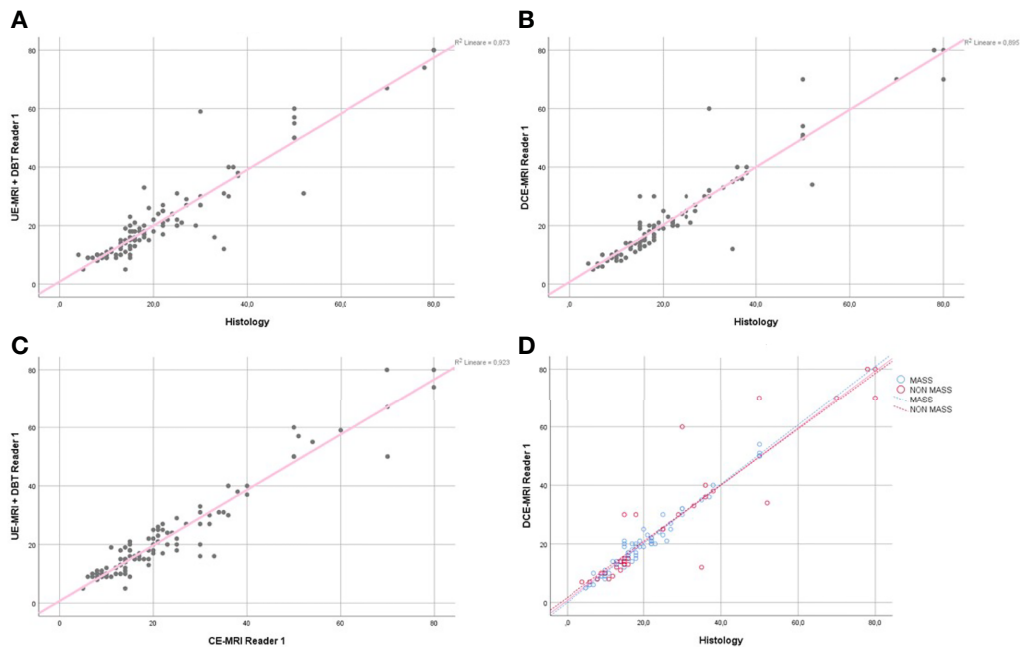 A
R² Lineare = 0,873
UE-MRI + DBT Reader 1
80
60
40
20
0
,0
20,0
40,0
60,0
80,0
Histology
B
R² Lineare = 0,895
DCE-MRI Reader 1
80
60
40
20
0
,0
20,0
40,0
60,0
80,0
Histology
C
R² Lineare = 0,923
UE-MRI + DBT Reader 1
80
60
40
20
0
0
20
40
60
80
CE-MRI Reader 1
D
DCE-MRI Reader 1
80
60
40
20
0
,0
20,0
40,0
60,0
80,0
Histology
MASS
NON MASS
MASS
NON MASS